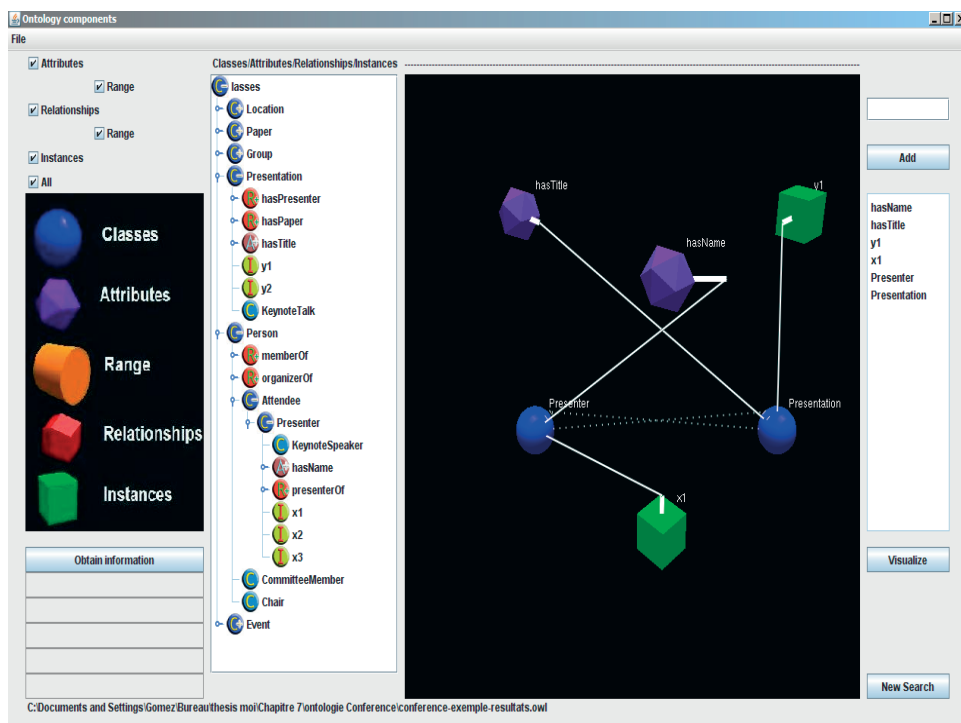 Ontology components
File
Attributes
Range
Relationships
Range
Instances
All
Classes
Attributes
Range
Relationships
Instances
Obtain information
Classes/Attributes/Relationships/Instances
lasses
Location
Paper
Group
Presentation
hasPresenter
hasPaper
hasTitle
y1
y2
KeynoteTalk
Person
memberOf
organizerOf
Attendee
Presenter
KeynoteSpeaker
hasName
presenterOf
x1
x2
x3
CommitteeMember
Chair
Event
hasTitle
y1
hasName
Presenter
Presentation
x1
Add
hasName
hasTitle
y1
x1
Presenter
Presentation
Visualize
New Search
C:\Documents and Settings\Gomez\Bureau\thesis moi\Chapitre 7\ontologie Conference\conference-exemple-resultats.owl